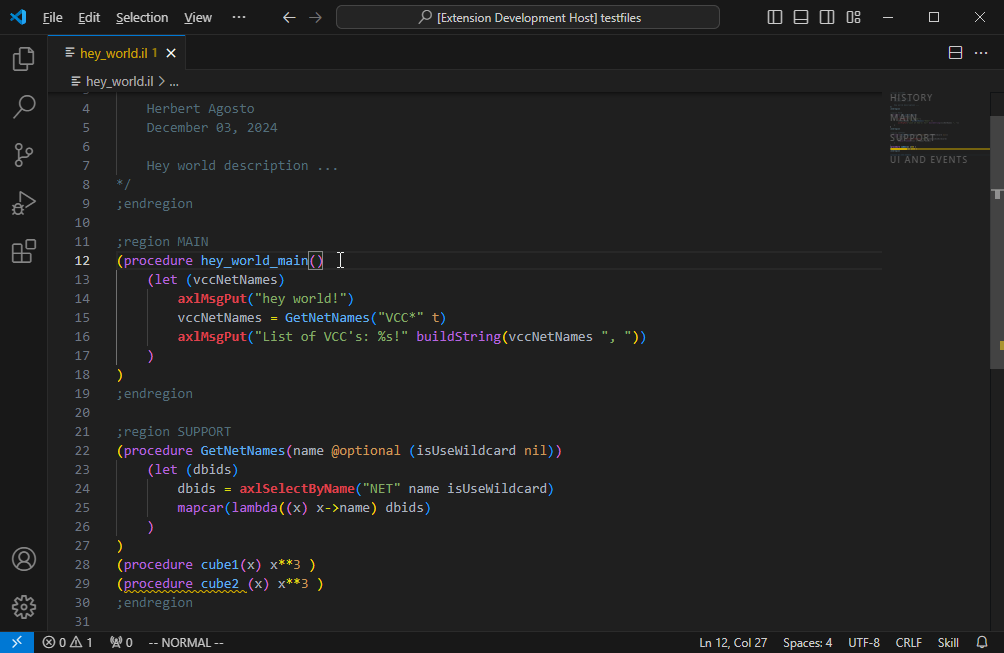 File Edit Selection View ··· [Extension Development Host] testfiles
hey_world.il 1
hey_world.il > ...
4 Herbert Agosto
5 December 03, 2024
6
7 Hey world description ...
8 */
9 ;endregion
10
11 ;region MAIN
12 (procedure hey_world_main()
13 (let (vccNetNames)
14 axlMsgPut("hey world!")
15 vccNetNames = GetNetNames("VCC*" t)
16 axlMsgPut("List of VCC's: %s!" buildString(vccNetNames ", "))
17 )
18 )
19 ;endregion
20
21 ;region SUPPORT
22 (procedure GetNetNames(name @optional (isUseWildcard nil))
23 (let (dbids)
24 dbids = axlSelectByName("NET" name isUseWildcard)
25 mapcar(lambda((x) x->name) dbids)
26 )
27 )
28 (procedure cube1(x) x**3 )
29 (procedure cube2 (x) x**3 )
30 ;endregion
31
HISTORY
MAIN
SUPPORT
UI AND EVENTS
0 1 0 -- NORMAL -- Ln 12, Col 27 Spaces: 4 UTF-8 CRLF Skill